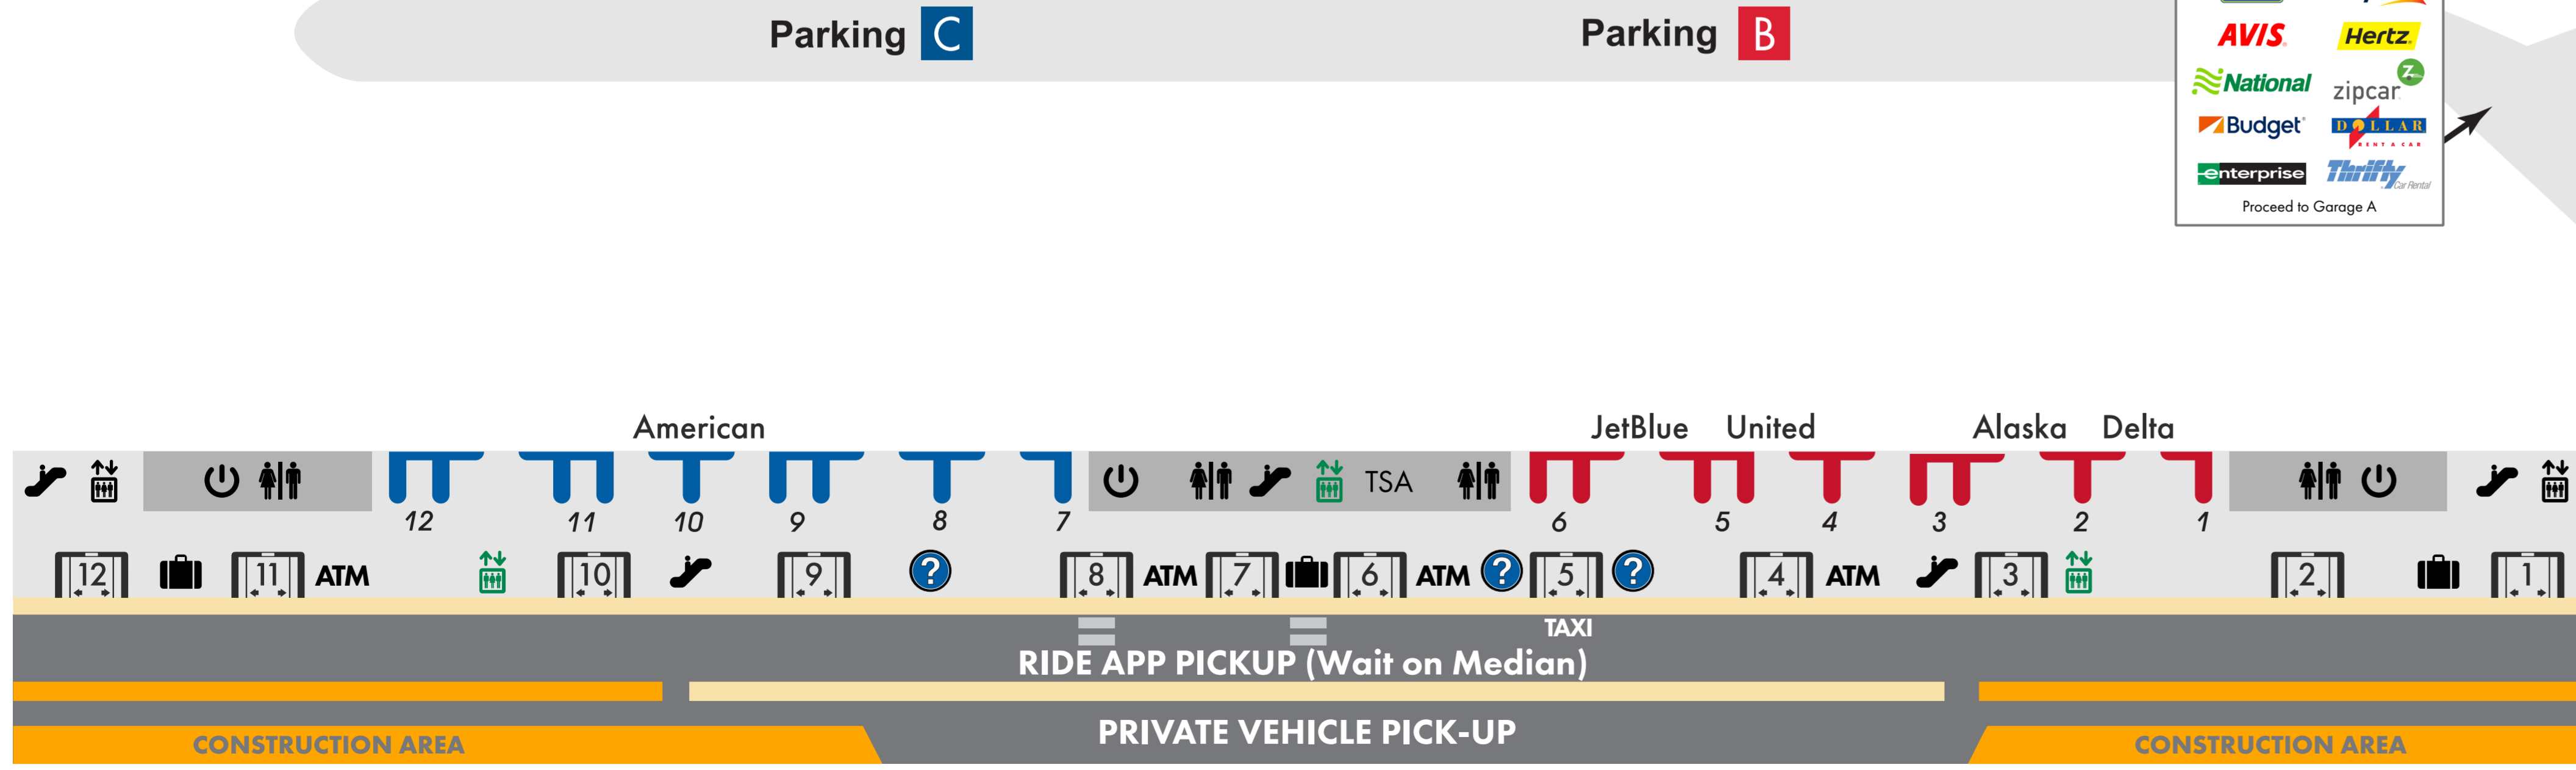 Parking C
Parking B
AVIS
Hertz
National
zipcar
Z
Budget
DOLLAR
RENT A CAR
enterprise
Thrifty
Car Rental
Proceed to Garage A
American
JetBlue United Alaska Delta
TSA
12 11 10 9 8 7 6 5 4 3 2 1
12 11 ATM 10 9 ? 8 ATM 7 6 ATM ? 5 ? 4 ATM 3 2 1
TAXI
RIDE APP PICKUP (Wait on Median)
PRIVATE VEHICLE PICK-UP
CONSTRUCTION AREA
CONSTRUCTION AREA